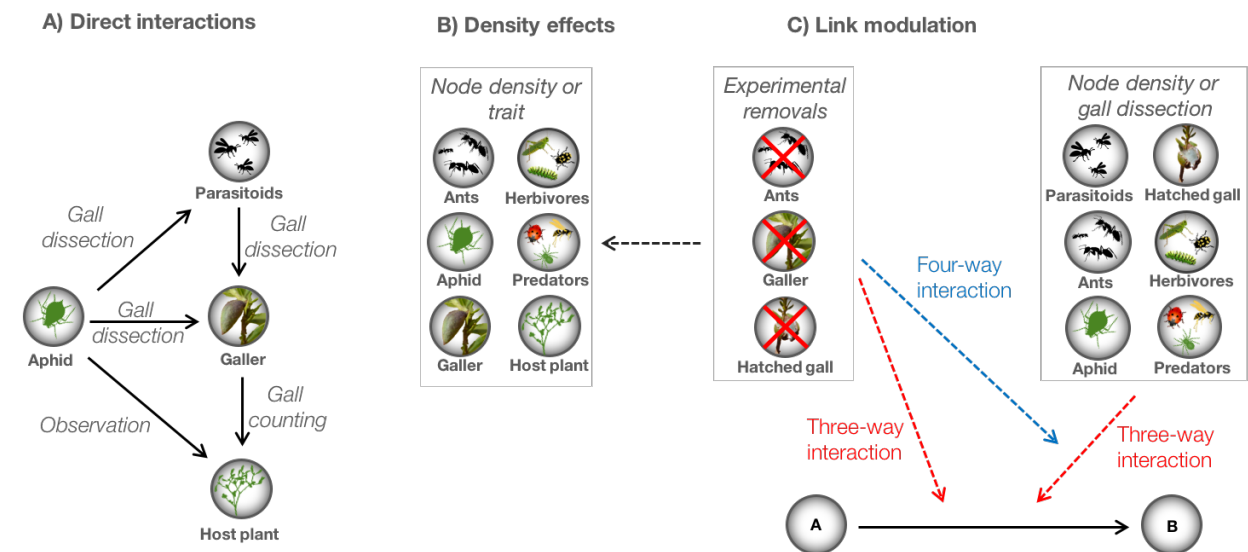 A) Direct interactions
Parasitoids
Gall
dissection
Gall
dissection
Gall
dissection
Aphid
Galler
Observation
Gall
counting
Host plant
B) Density effects
Node density or
trait
Ants
Herbivores
Aphid
Predators
Galler
Host plant
C) Link modulation
Experimental
removals
Ants
Galler
Hatched gall
Node density or
gall dissection
Parasitoids
Hatched gall
Ants
Herbivores
Aphid
Predators
Four-way
interaction
Three-way
interaction
Three-way
interaction
A
B